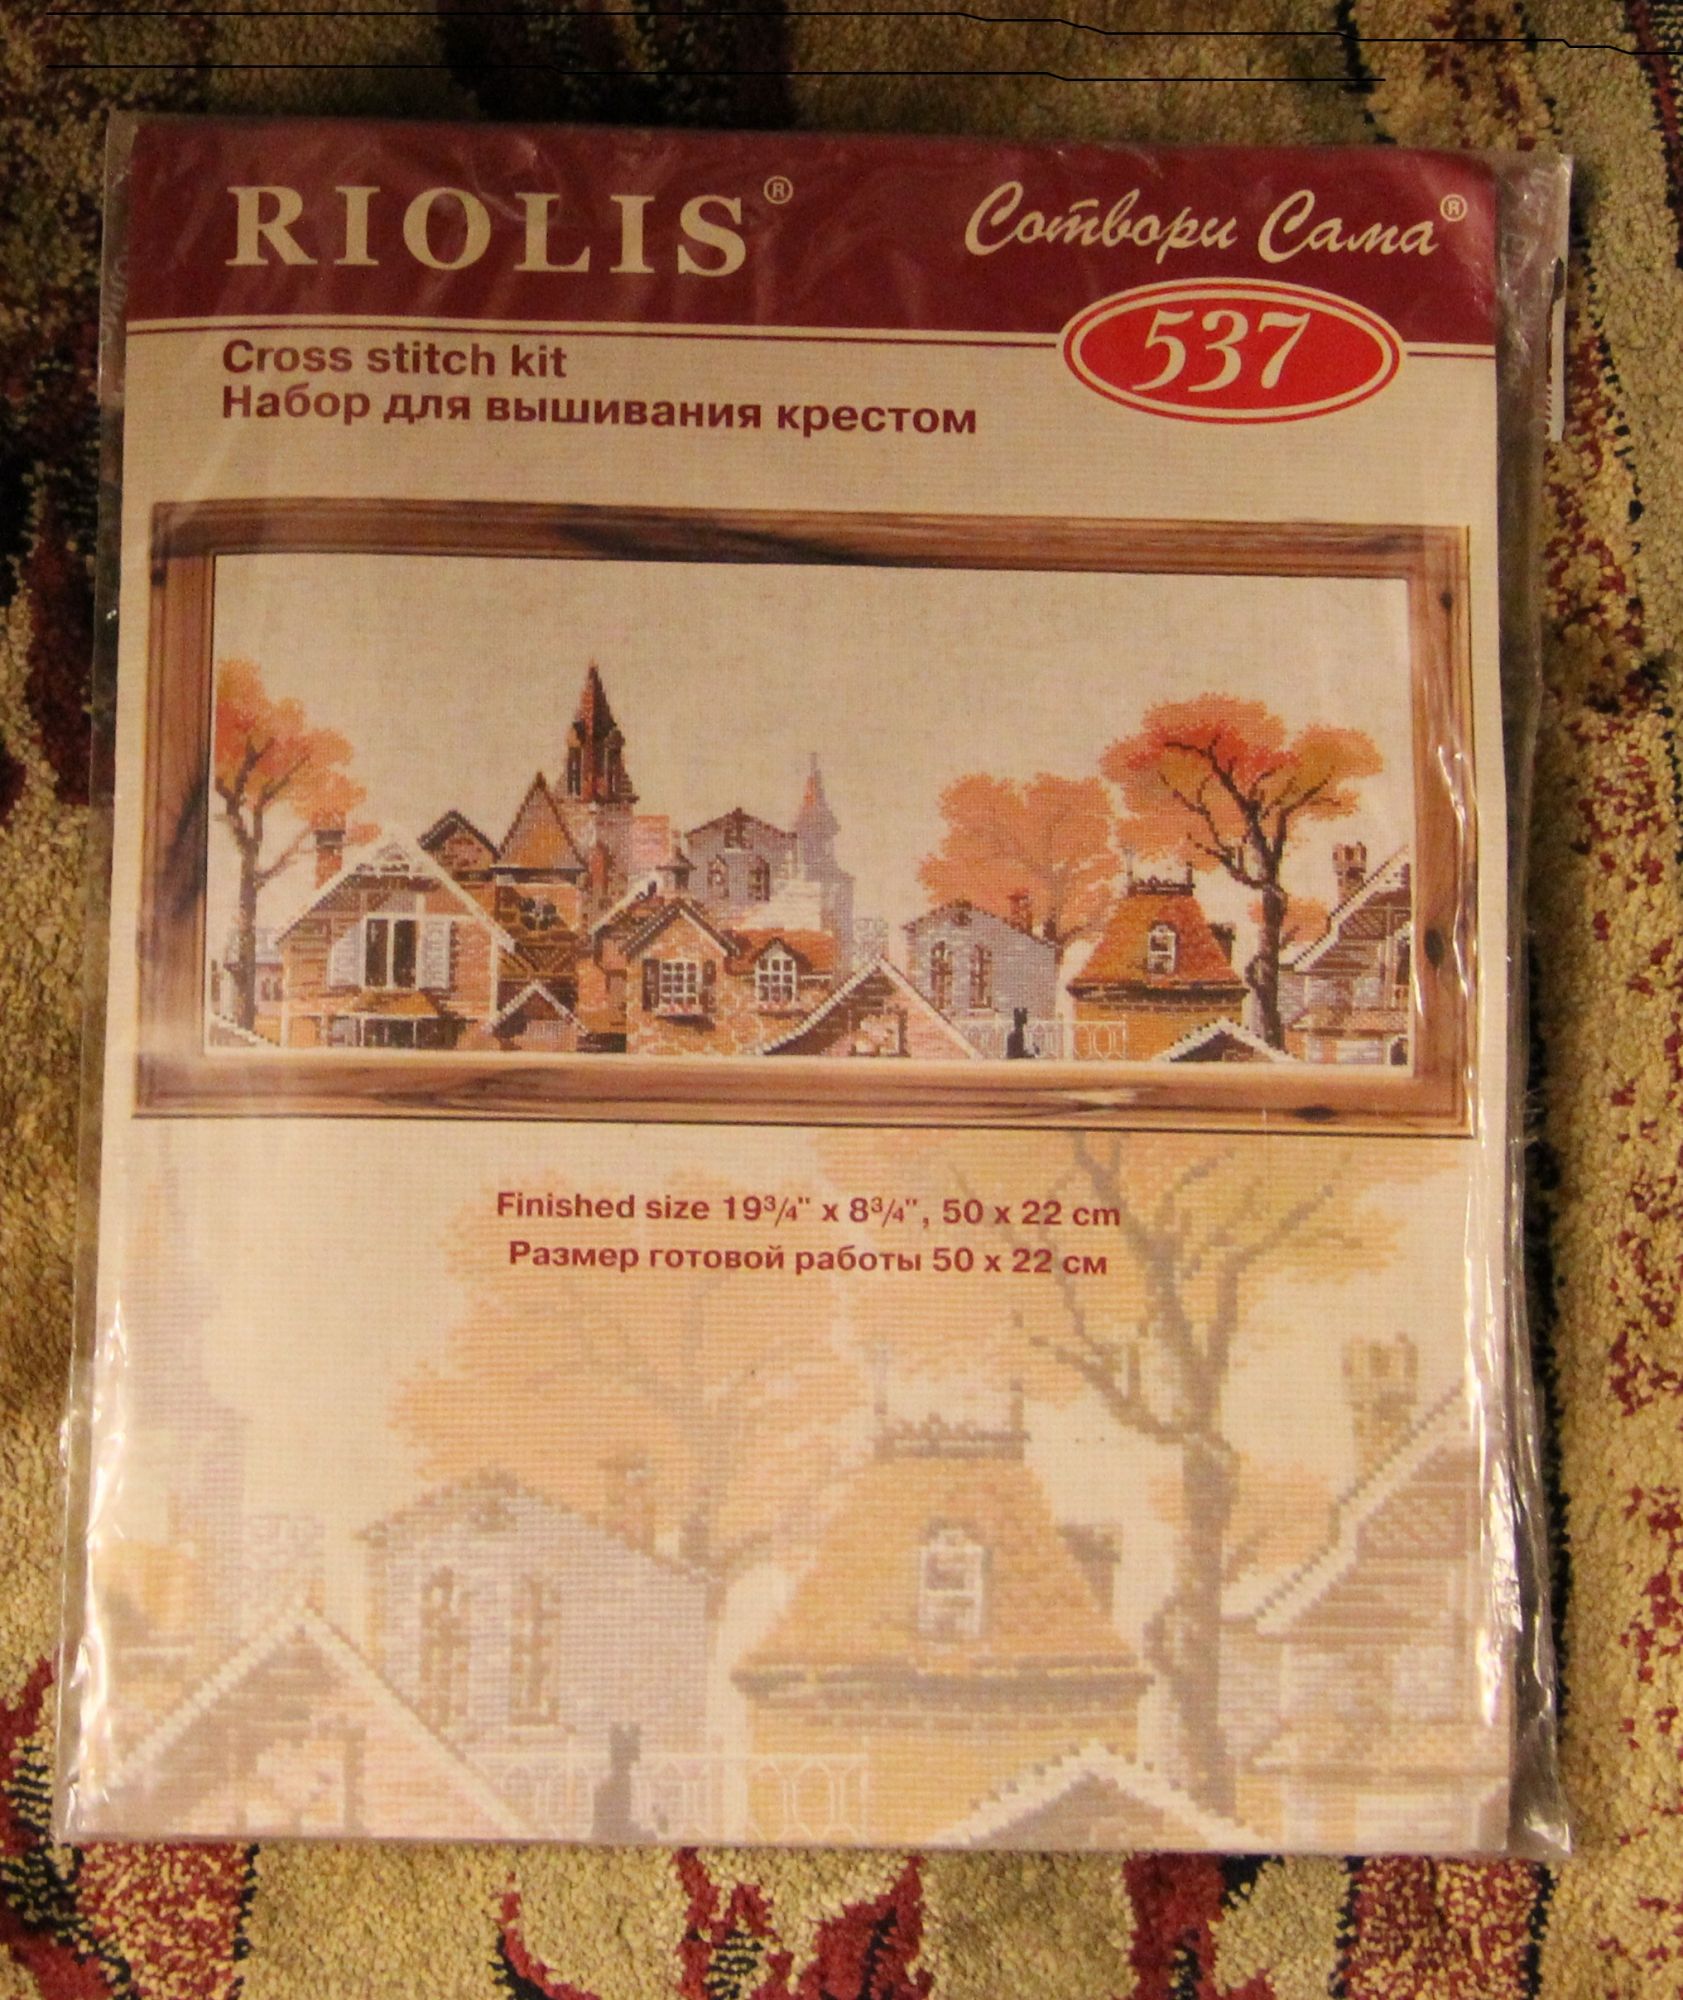 RIOLIS®
Сотвори Сама®
537
Cross stitch kit
Набор для вышивания крестом
Finished size 19¾" x 8¾", 50 x 22 cm
Размер готовой работы 50 x 22 см